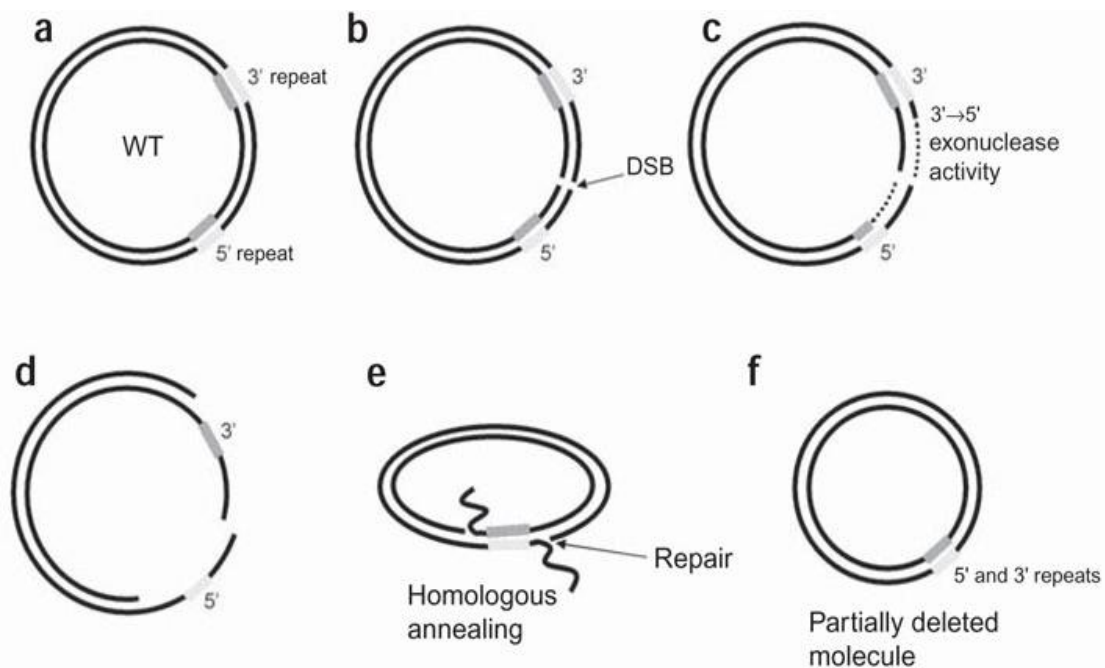 a
3' repeat
WT
5' repeat
b
3'
DSB
5'
c
3'
3'→5'
exonuclease
activity
5'
d
3'
5'
e
Repair
Homologous
annealing
f
5' and 3' repeats
Partially deleted
molecule